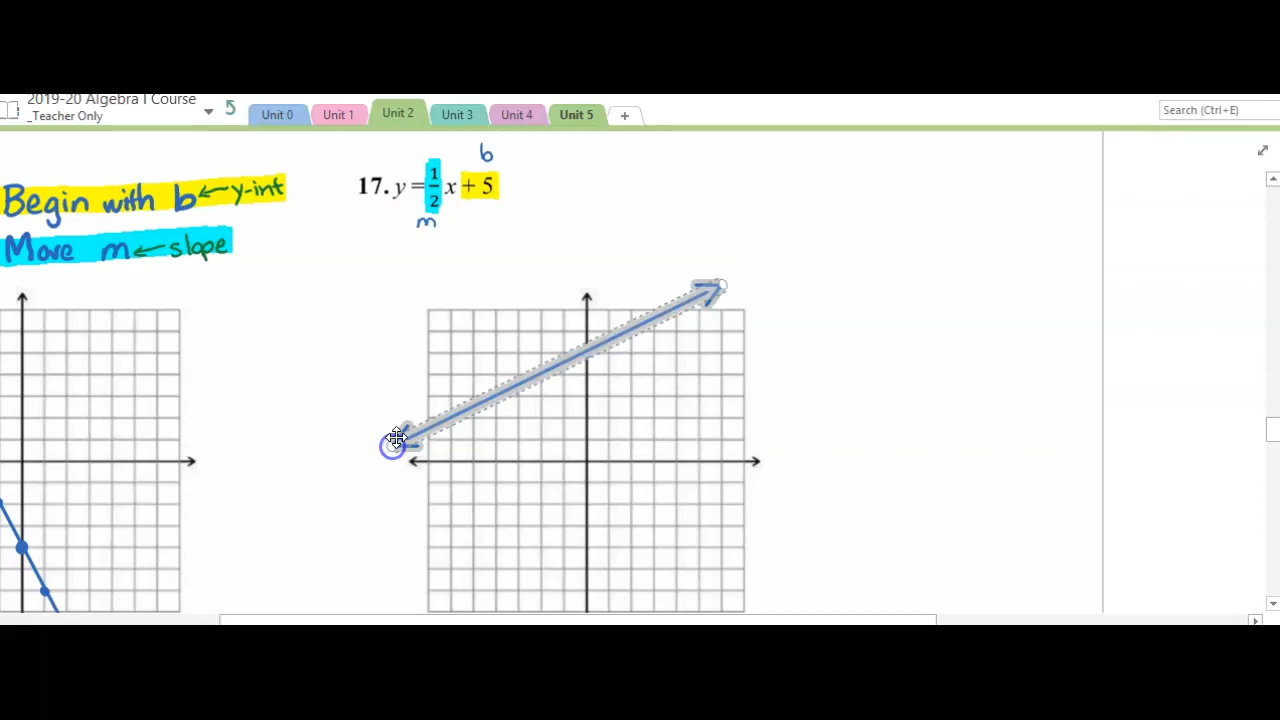 2019-20 Algebra I Course
_Teacher Only
Unit 0 Unit 1 Unit 2 Unit 3 Unit 4 Unit 5 +
Search (Ctrl+E)
b
Begin with b ← y-int
17. y = 1/2 x + 5
m
Move m ← slope